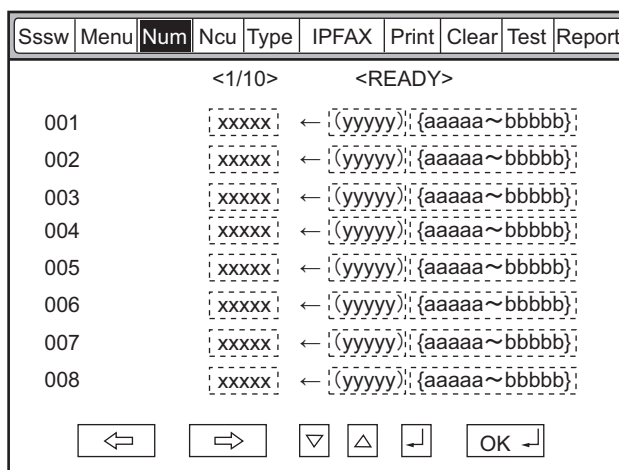 Sssw Menu Num Ncu Type IPFAX Print Clear Test Report
<1/10> <READY>
001 xxxxx ← (yyyyy) {aaaaa~bbbbb}
002 xxxxx ← (yyyyy) {aaaaa~bbbbb}
003 xxxxx ← (yyyyy) {aaaaa~bbbbb}
004 xxxxx ← (yyyyy) {aaaaa~bbbbb}
005 xxxxx ← (yyyyy) {aaaaa~bbbbb}
006 xxxxx ← (yyyyy) {aaaaa~bbbbb}
007 xxxxx ← (yyyyy) {aaaaa~bbbbb}
008 xxxxx ← (yyyyy) {aaaaa~bbbbb}
OK